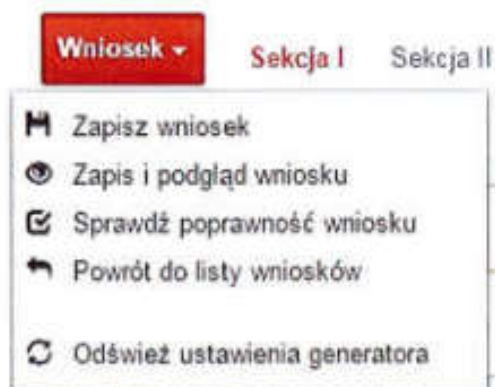 Wniosek
Sekcja I
Sekcja II
Zapisz wniosek
Zapis i podgląd wniosku
Sprawdź poprawność wniosku
Powrót do listy wniosków
Odśwież ustawienia generatora